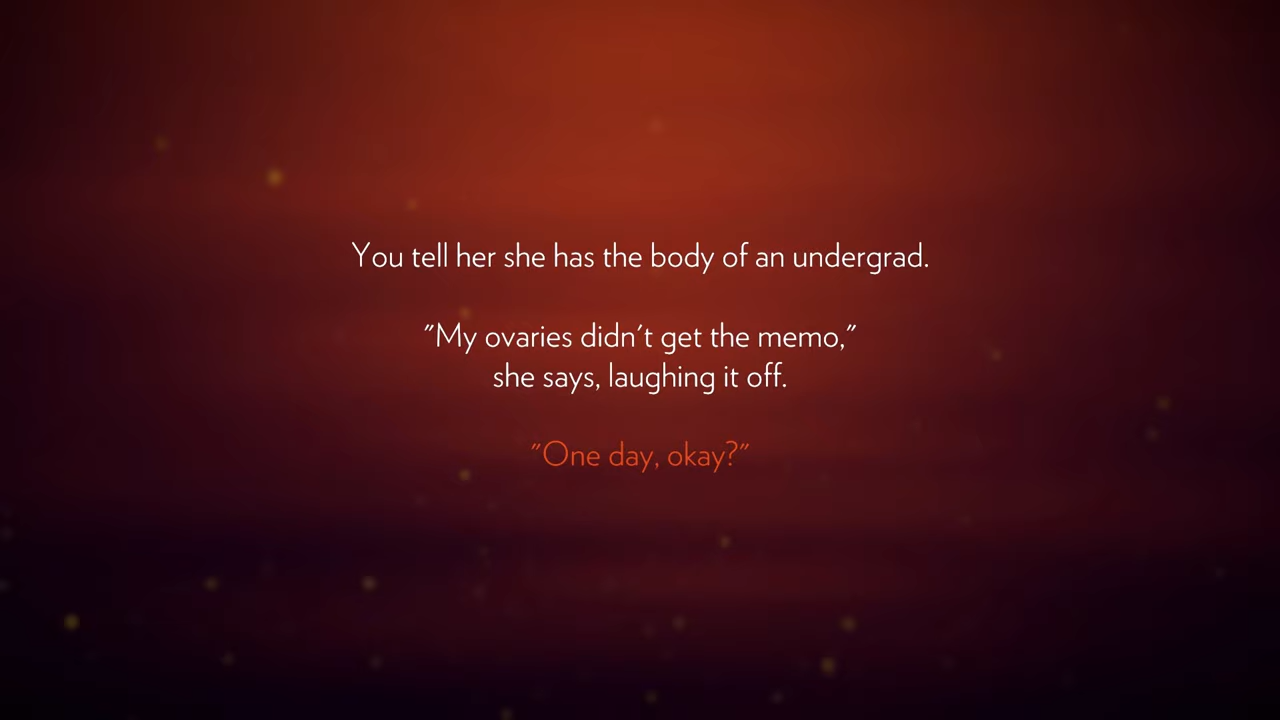 You tell her she has the body of an undergrad.
"My ovaries didn't get the memo,"
she says, laughing it off.
"One day, okay?"